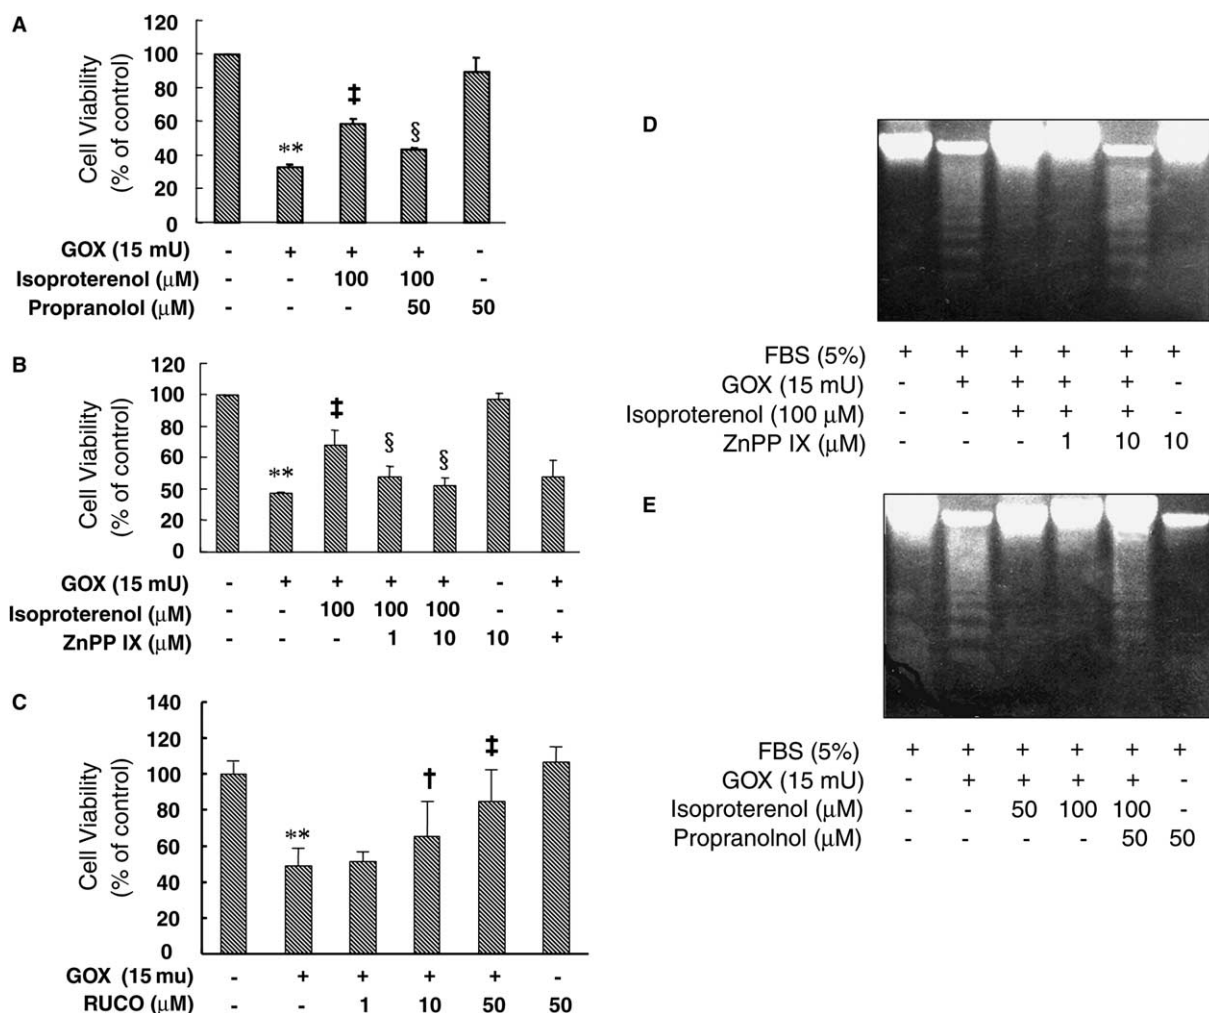 A
Cell Viability
(% of control)
120
100
80
60
40
20
0
**
‡
§
GOX (15 mU) - + + + -
Isoproterenol (μM) - - 100 100 -
Propranolol (μM) - - - 50 50
B
Cell Viability
(% of control)
120
100
80
60
50
20
0
**
‡
§
§
GOX (15 mU) - + + + + - +
Isoproterenol (μM) - - 100 100 100 - -
ZnPP IX (μM) - - - 1 10 10 +
C
Cell Viability
(% of control)
140
120
100
80
60
40
20
0
**
†
‡
GOX (15 mu) - + + + + -
RUCO (μM) - - 1 10 50 50
D
FBS (5%) + + + + + +
GOX (15 mU) - + + + + -
Isoproterenol (100 μM) - - + + + -
ZnPP IX (μM) - - - 1 10 10
E
FBS (5%) + + + + + +
GOX (15 mU) - + + + + -
Isoproterenol (μM) - - 50 100 100 -
Propranolnol (μM) - - - - 50 50